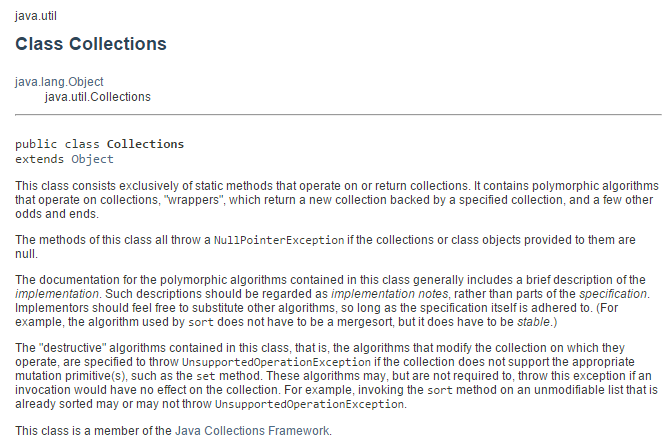 java.util
Class Collections
java.lang.Object
java.util.Collections
public class Collections
extends Object
This class consists exclusively of static methods that operate on or return collections. It contains polymorphic algorithms
that operate on collections, "wrappers", which return a new collection backed by a specified collection, and a few other
odds and ends.
The methods of this class all throw a NullPointerException if the collections or class objects provided to them are
null.
The documentation for the polymorphic algorithms contained in this class generally includes a brief description of the
implementation. Such descriptions should be regarded as implementation notes, rather than parts of the specification.
Implementors should feel free to substitute other algorithms, so long as the specification itself is adhered to. (For
example, the algorithm used by sort does not have to be a mergesort, but it does have to be stable.)
The "destructive" algorithms contained in this class, that is, the algorithms that modify the collection on which they
operate, are specified to throw UnsupportedOperationException if the collection does not support the appropriate
mutation primitive(s), such as the set method. These algorithms may, but are not required to, throw this exception if an
invocation would have no effect on the collection. For example, invoking the sort method on an unmodifiable list that is
already sorted may or may not throw UnsupportedOperationException.
This class is a member of the Java Collections Framework.